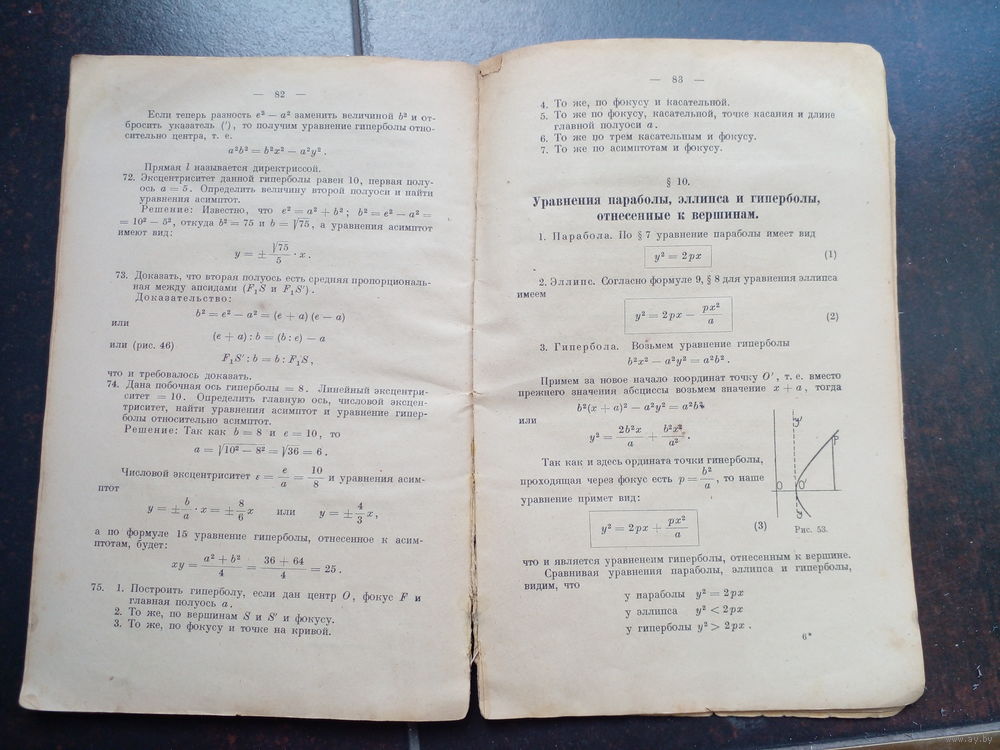 — 82 —
Если теперь разность e² — a² заменить величиной b² и от-
бросить указатель (′), то получим уравнение гиперболы отно-
сительно центра, т. е.
a²b² = b²x² — a²y².
Прямая l называется директриссой.
72. Эксцентриситет данной гиперболы равен 10, первая полу-
ось a = 5. Определить величину второй полуоси и найти
уравнения асимптот.
Решение: Известно, что e² = a² + b²; b² = e² — a² =
= 10² — 5², откуда b² = 75 и b = √75, а уравнения асимптот
имеют вид:
y = ± √75/5 · x.
73. Доказать, что вторая полуось есть средняя пропорциональ-
ная между апсидами (F₁S и F₁S′).
Доказательство:
b² = e² — a² = (e + a) (e — a)
или
(e + a) : b = (b : e) — a
или (рис. 46)
F₁S′ : b = b : F₁S,
что и требовалось доказать.
74. Дана побочная ось гиперболы = 8. Линейный эксцентри-
ситет = 10. Определить главную ось, числовой эксцен-
триситет, найти уравнения асимптот и уравнение гипер-
болы относительно асимптот.
Решение: Так как b = 8 и e = 10, то
a = √10² — 8² = √36 = 6.
Числовой эксцентриситет ε = e/a = 10/8 и уравнения асим-
птот
y = ± b/a · x = ± 8/6 x или y = ± 4/3 x,
а по формуле 15 уравнение гиперболы, отнесенное к асим-
птотам, будет:
xy = a² + b²/4 = 36 + 64/4 = 25.
75. 1. Построить гиперболу, если дан центр O, фокус F и
главная полуось a.
2. То же, по вершинам S и S′ и фокусу.
3. То же, по фокусу и точке на кривой.
— 83 —
4. То же, по фокусу и касательной.
5. То же по фокусу, касательной, точке касания и длине
главной полуоси a.
6. То же по трем касательным и фокусу.
7. То же по асимптотам и фокусу.
§ 10.
Уравнения параболы, эллипса и гиперболы,
отнесенные к вершинам.
1. Парабола. По § 7 уравнение параболы имеет вид
y² = 2px (1)
2. Эллипс. Согласно формуле 9, § 8 для уравнения эллипса
имеем
y² = 2px — px²/a (2)
3. Гипербола. Возьмем уравнение гиперболы
b²x² — a²y² = a²b².
Примем за новое начало координат точку O′, т. е. вместо
прежнего значения абсциссы возьмем значение x + a, тогда
b²(x + a)² — a²y² = a²b²
или
y² = 2b²x/a + b²x²/a².
Так как и здесь ордината точки гиперболы,
проходящая через фокус есть p = b²/a, то наше
уравнение примет вид:
y² = 2px + px²/a (3)
y′
P
O
O′
y′
Рис. 53.
что и является уравнением гиперболы, отнесенным к вершине.
Сравнивая уравнения параболы, эллипса и гиперболы,
видим, что
у параболы y² = 2px
у эллипса y² < 2px
у гиперболы y² > 2px.
6*
www.ay.by